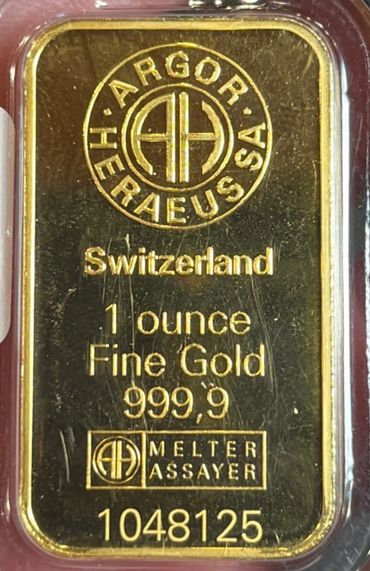 · ARGOR · HERAEUS SA
AH
Switzerland
1 ounce
Fine Gold
999,9
AH
MELTER
ASSAYER
1048125